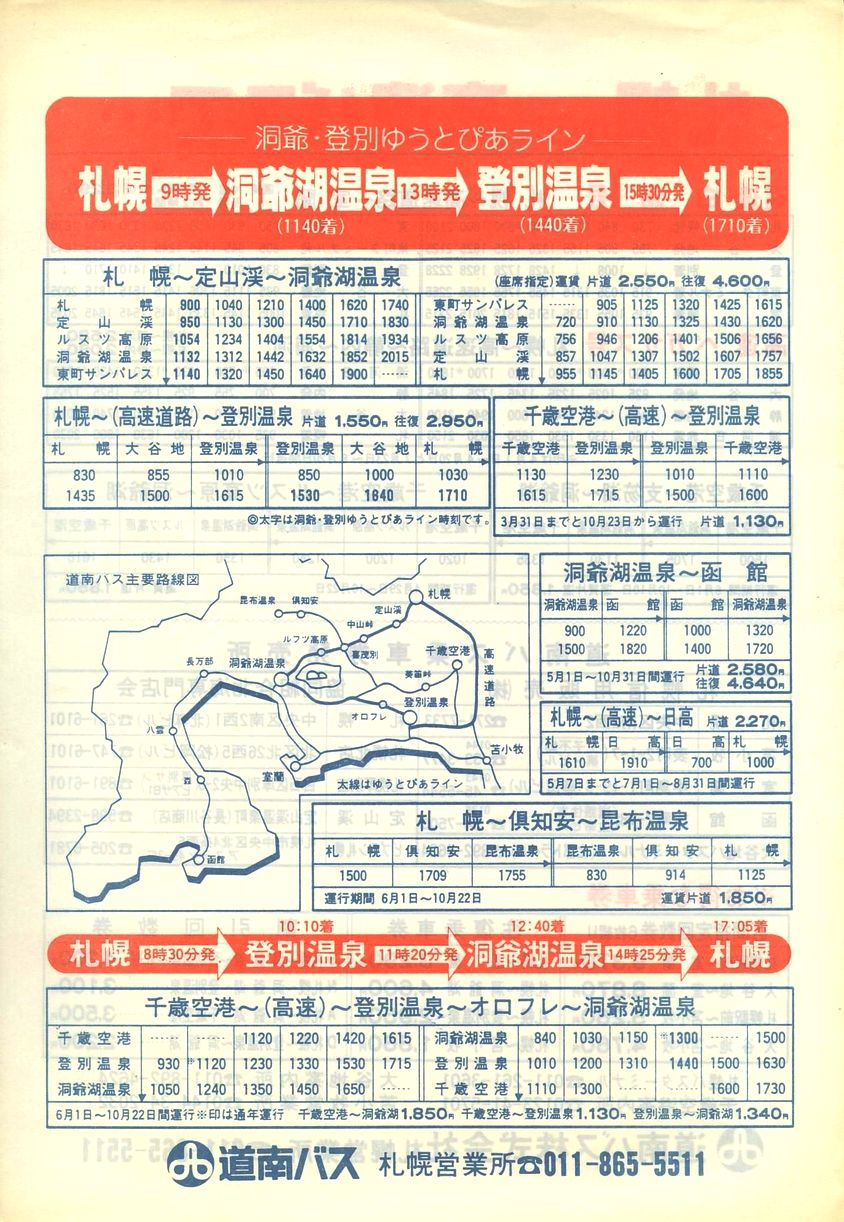 洞爺・登別ゆうとぴあライン
札幌 9時発 洞爺湖温泉 13時発 登別温泉 15時30分発 札幌
(1140着) (1440着) (1710着)
札 幌～定山渓～洞爺湖温泉 (座席指定)運賃 片道 2.550円 往復 4.600円
札 幌 900 1040 1210 1400 1620 1740
定 山 渓 950 1130 1300 1450 1710 1830
ルスツ高原 1054 1234 1404 1554 1814 1934
洞爺湖温泉 1132 1312 1442 1632 1852 2015
東町サンパレス 1140 1320 1450 1640 1900 ……
東町サンパレス …… 905 1125 1320 1425 1615
洞爺湖温泉 720 910 1130 1325 1430 1620
ルスツ高原 756 946 1206 1401 1506 1656
定 山 渓 857 1047 1307 1502 1607 1757
札 幌 955 1145 1405 1600 1705 1855
札幌～(高速道路)～登別温泉 片道 1.550円 往復 2.950円
札 幌 大谷地 登別温泉 登別温泉 大谷地 札 幌
830 855 1010 850 1000 1030
1435 1500 1615 1530 1640 1710
◎太字は洞爺・登別ゆうとぴあライン時刻です。
千歳空港～(高速)～登別温泉
千歳空港 登別温泉 登別温泉 千歳空港
1130 1230 1010 1110
1615 1715 1500 1600
3月31日までと10月23日から運行 片道 1.130円
道南バス主要路線図
札幌
定山渓
中山峠
喜茂別
昆布温泉
倶知安
ルスツ高原
洞爺湖温泉
千歳空港
高速道路
美笛峠
登別温泉
オロフレ
苫小牧
室蘭
長万部
八雲
森
函館
太線はゆうとぴあライン
洞爺湖温泉～函 館
洞爺湖温泉 函 館 函 館 洞爺湖温泉
900 1220 1000 1320
1500 1820 1400 1720
5月1日～10月31日間運行 片道 2.580円
往復 4.640円
札幌～(高速)～日高 片道 2.270円
札 幌 日 高 日 高 札 幌
1610 1910 700 1000
5月7日までと7月1日～8月31日間運行
札 幌～倶知安～昆布温泉
札 幌 倶知安 昆布温泉 昆布温泉 倶知安 札 幌
1500 1709 1755 830 914 1125
運行期間 6月1日～10月22日 運賃片道 1,850円
10:10着 12:40着 17:05着
札幌 8時30分発 登別温泉 11時20分発 洞爺湖温泉 14時25分発 札幌
千歳空港～(高速)～登別温泉～オロフレ～洞爺湖温泉
千歳空港 …… …… 1120 1220 1420 1615
登別温泉 930 ※1120 1230 1330 1530 1715
洞爺湖温泉 1050 1240 1350 1450 1650 ……
洞爺湖温泉 840 1030 1150 ※1300 …… 1500
登別温泉 1010 1200 1310 1440 1500 1630
千歳空港 1110 1300 1600 1730
6月1日～10月22日間運行※印は通年運行 千歳空港～洞爺湖1.850円 千歳空港～登別温泉1.130円 登別温泉～洞爺湖1.340円
道南バス 札幌営業所☎011-865-5511